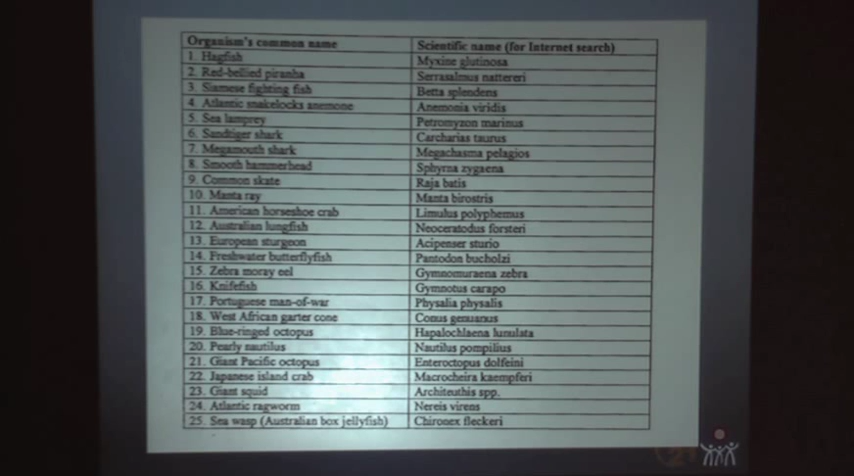 Organism's common name Scientific name (for Internet search)
1. Hagfish Myxine glutinosa
2. Red-bellied piranha Serrasalmus nattereri
3. Siamese fighting fish Betta splendens
4. Atlantic snakelocks anemone Anemonia viridis
5. Sea lamprey Petromyzon marinus
6. Sandtiger shark Carcharias taurus
7. Megamouth shark Megachasma pelagios
8. Smooth hammerhead Sphyrna zygaena
9. Common skate Raja batis
10. Manta ray Manta birostris
11. American horseshoe crab Limulus polyphemus
12. Australian lungfish Neoceratodus forsteri
13. European sturgeon Acipenser sturio
14. Freshwater butterflyfish Pantodon bucholzi
15. Zebra moray eel Gymnomuraena zebra
16. Knifefish Gymnotus carapo
17. Portuguese man-of-war Physalia physalis
18. West African garter cone Conus genuanus
19. Blue-ringed octopus Hapalochlaena lunulata
20. Pearly nautilus Nautilus pompilius
21. Giant Pacific octopus Enteroctopus dolfeini
22. Japanese island crab Macrocheira kaempferi
23. Giant squid Architeuthis spp.
24. Atlantic ragworm Nereis virens
25. Sea wasp (Australian box jellyfish) Chironex fleckeri